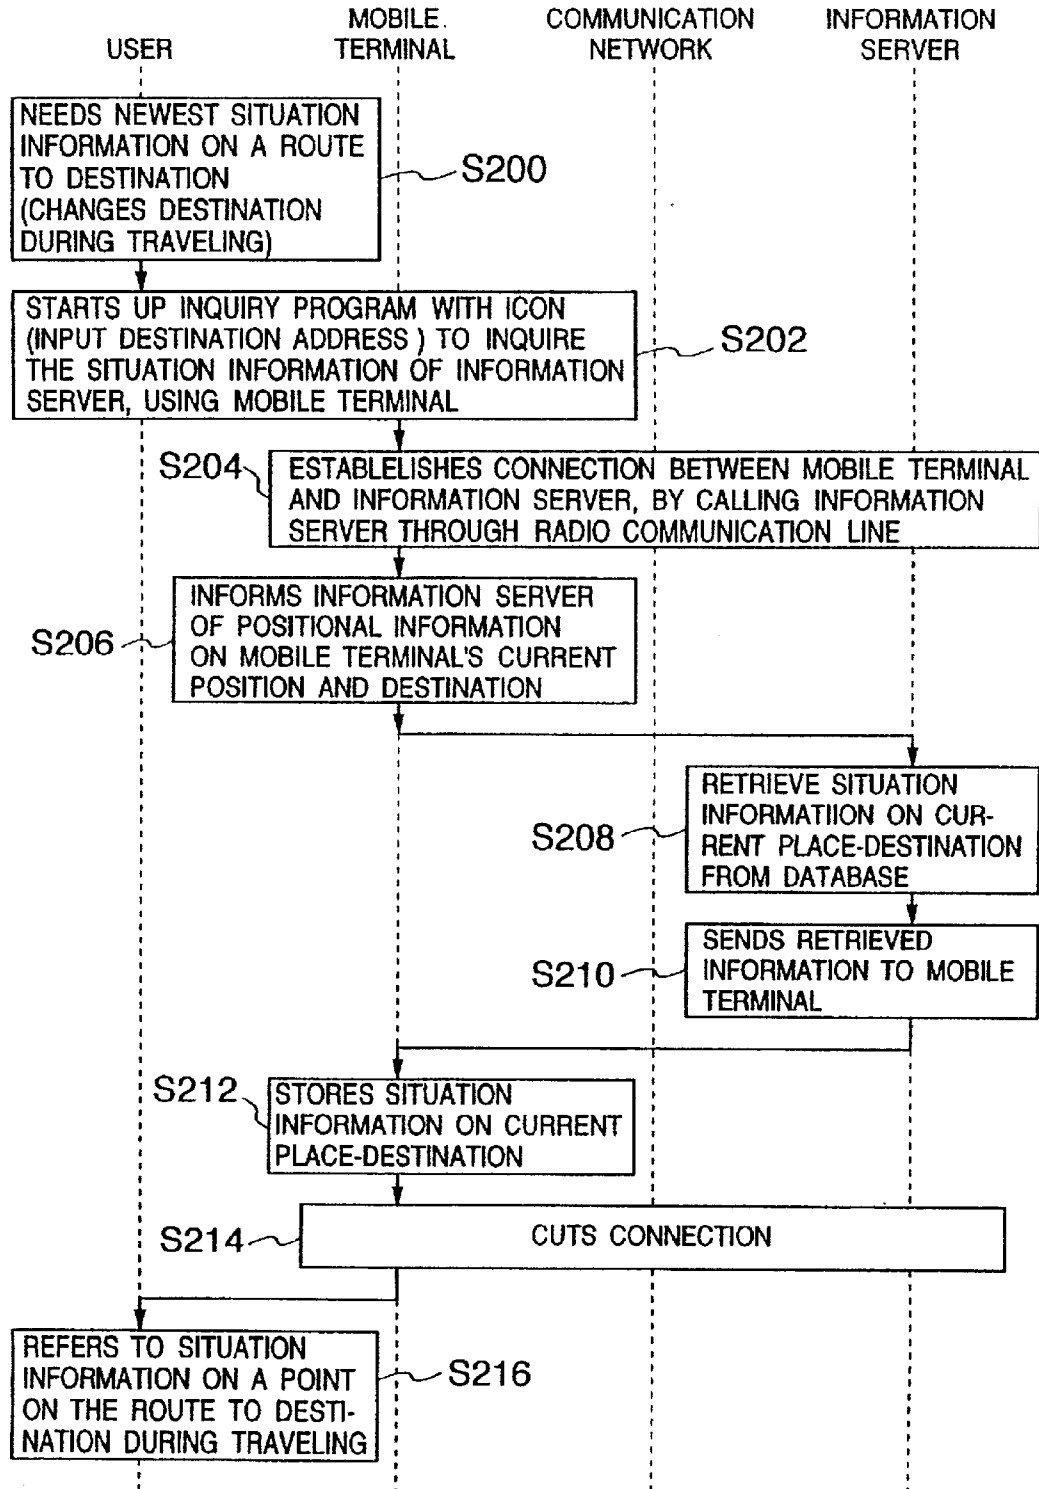 USER
MOBILE.
TERMINAL
COMMUNICATION
NETWORK
INFORMATION
SERVER
NEEDS NEWEST SITUATION
INFORMATION ON A ROUTE
TO DESTINATION
(CHANGES DESTINATION
DURING TRAVELING)
S200
STARTS UP INQUIRY PROGRAM WITH ICON
(INPUT DESTINATION ADDRESS ) TO INQUIRE
THE SITUATION INFORMATION OF INFORMATION
SERVER, USING MOBILE TERMINAL
S202
S204
ESTABLELISHES CONNECTION BETWEEN MOBILE TERMINAL
AND INFORMATION SERVER, BY CALLING INFORMATION
SERVER THROUGH RADIO COMMUNICATION LINE
S206
INFORMS INFORMATION SERVER
OF POSITIONAL INFORMATION
ON MOBILE TERMINAL'S CURRENT
POSITION AND DESTINATION
S208
RETRIEVE SITUATION
INFORMATIION ON CUR-
RENT PLACE-DESTINATION
FROM DATABASE
S210
SENDS RETRIEVED
INFORMATION TO MOBILE
TERMINAL
S212
STORES SITUATION
INFORMATION ON CURRENT
PLACE-DESTINATION
S214
CUTS CONNECTION
REFERS TO SITUATION
INFORMATION ON A POINT
ON THE ROUTE TO DESTI-
NATION DURING TRAVELING
S216